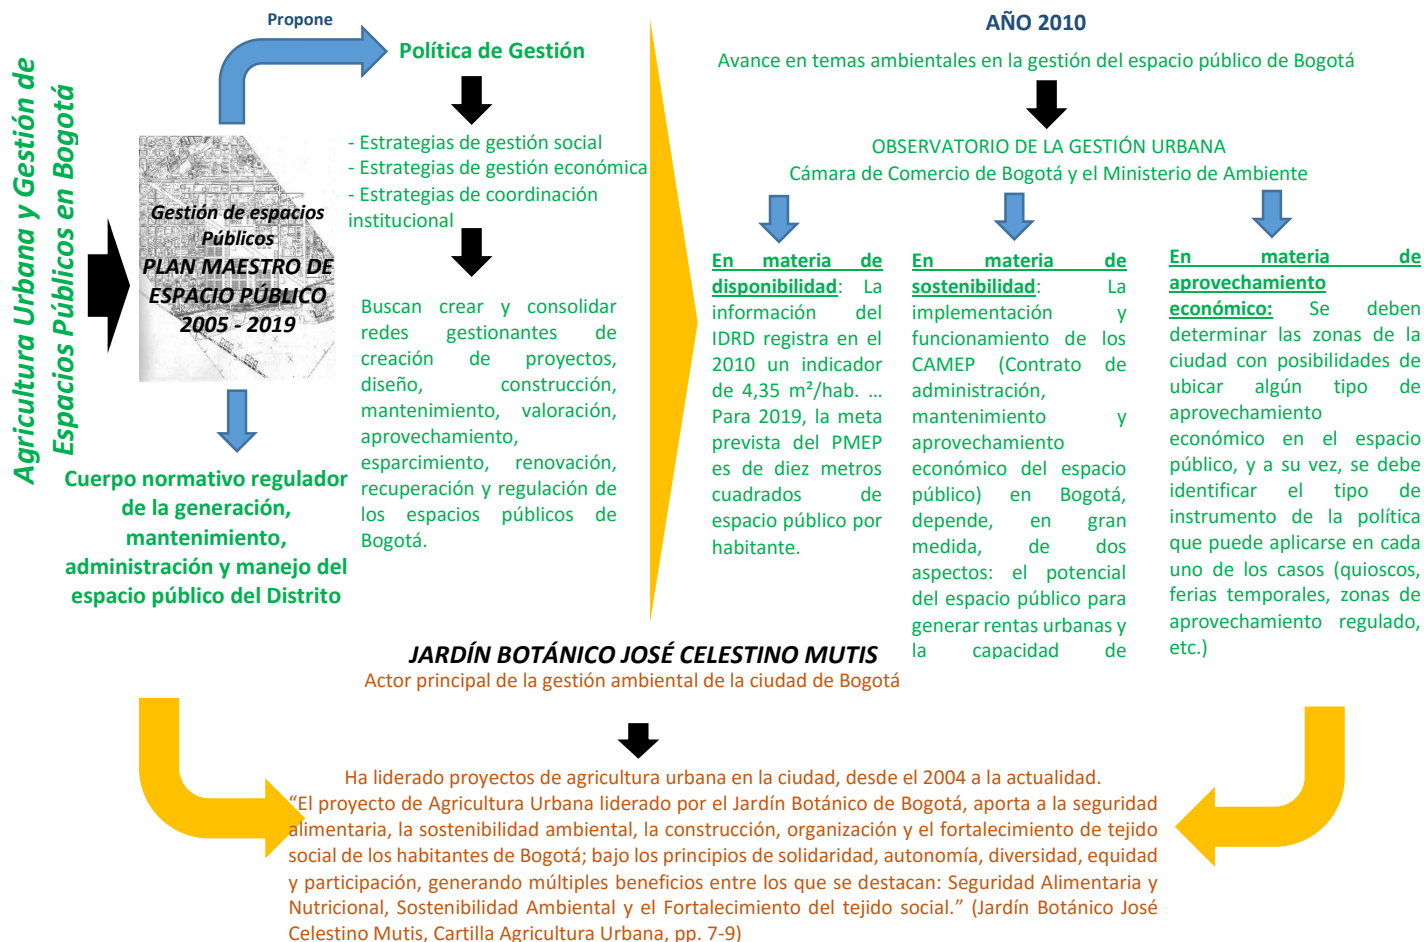 Agricultura Urbana y Gestión de
Espacios Públicos en Bogotá
Propone
Política de Gestión
- Estrategias de gestión social
- Estrategias de gestión económica
- Estrategias de coordinación
institucional
Gestión de espacios
Públicos
PLAN MAESTRO DE
ESPACIO PÚBLICO
2005 - 2019
Buscan crear y consolidar
redes gestionantes de
creación de proyectos,
diseño, construcción,
mantenimiento, valoración,
aprovechamiento,
esparcimiento, renovación,
recuperación y regulación de
los espacios públicos de
Bogotá.
Cuerpo normativo regulador
de la generación,
mantenimiento,
administración y manejo del
espacio público del Distrito
AÑO 2010
Avance en temas ambientales en la gestión del espacio público de Bogotá
OBSERVATORIO DE LA GESTIÓN URBANA
Cámara de Comercio de Bogotá y el Ministerio de Ambiente
En materia de
disponibilidad: La
información del
IDRD registra en el
2010 un indicador
de 4,35 m²/hab. ...
Para 2019, la meta
prevista del PMEP
es de diez metros
cuadrados de
espacio público por
habitante.
En materia de
sostenibilidad: La
implementación y
funcionamiento de los
CAMEP (Contrato de
administración,
mantenimiento y
aprovechamiento
económico del espacio
público) en Bogotá,
depende, en gran
medida, de dos
aspectos: el potencial
del espacio público para
generar rentas urbanas y
la capacidad de
En materia de
aprovechamiento
económico: Se deben
determinar las zonas de la
ciudad con posibilidades de
ubicar algún tipo de
aprovechamiento
económico en el espacio
público, y a su vez, se debe
identificar el tipo de
instrumento de la política
que puede aplicarse en cada
uno de los casos (quioscos,
ferias temporales, zonas de
aprovechamiento regulado,
etc.)
JARDÍN BOTÁNICO JOSÉ CELESTINO MUTIS
Actor principal de la gestión ambiental de la ciudad de Bogotá
Ha liderado proyectos de agricultura urbana en la ciudad, desde el 2004 a la actualidad.
"El proyecto de Agricultura Urbana liderado por el Jardín Botánico de Bogotá, aporta a la seguridad
alimentaria, la sostenibilidad ambiental, la construcción, organización y el fortalecimiento de tejido
social de los habitantes de Bogotá; bajo los principios de solidaridad, autonomía, diversidad, equidad
y participación, generando múltiples beneficios entre los que se destacan: Seguridad Alimentaria y
Nutricional, Sostenibilidad Ambiental y el Fortalecimiento del tejido social." (Jardín Botánico José
Celestino Mutis, Cartilla Agricultura Urbana, pp. 7-9)